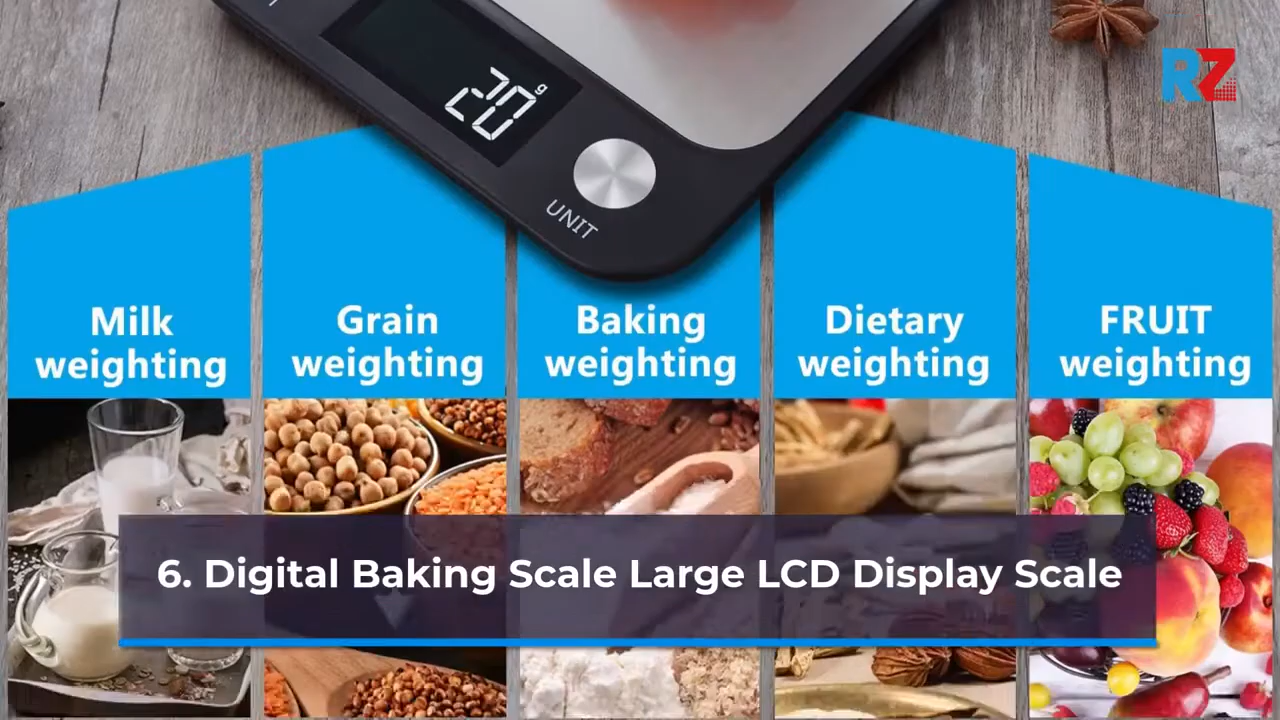 20g
UNIT
RZ
Milk
weighting
Grain
weighting
Baking
weighting
Dietary
weighting
FRUIT
weighting
6. Digital Baking Scale Large LCD Display Scale